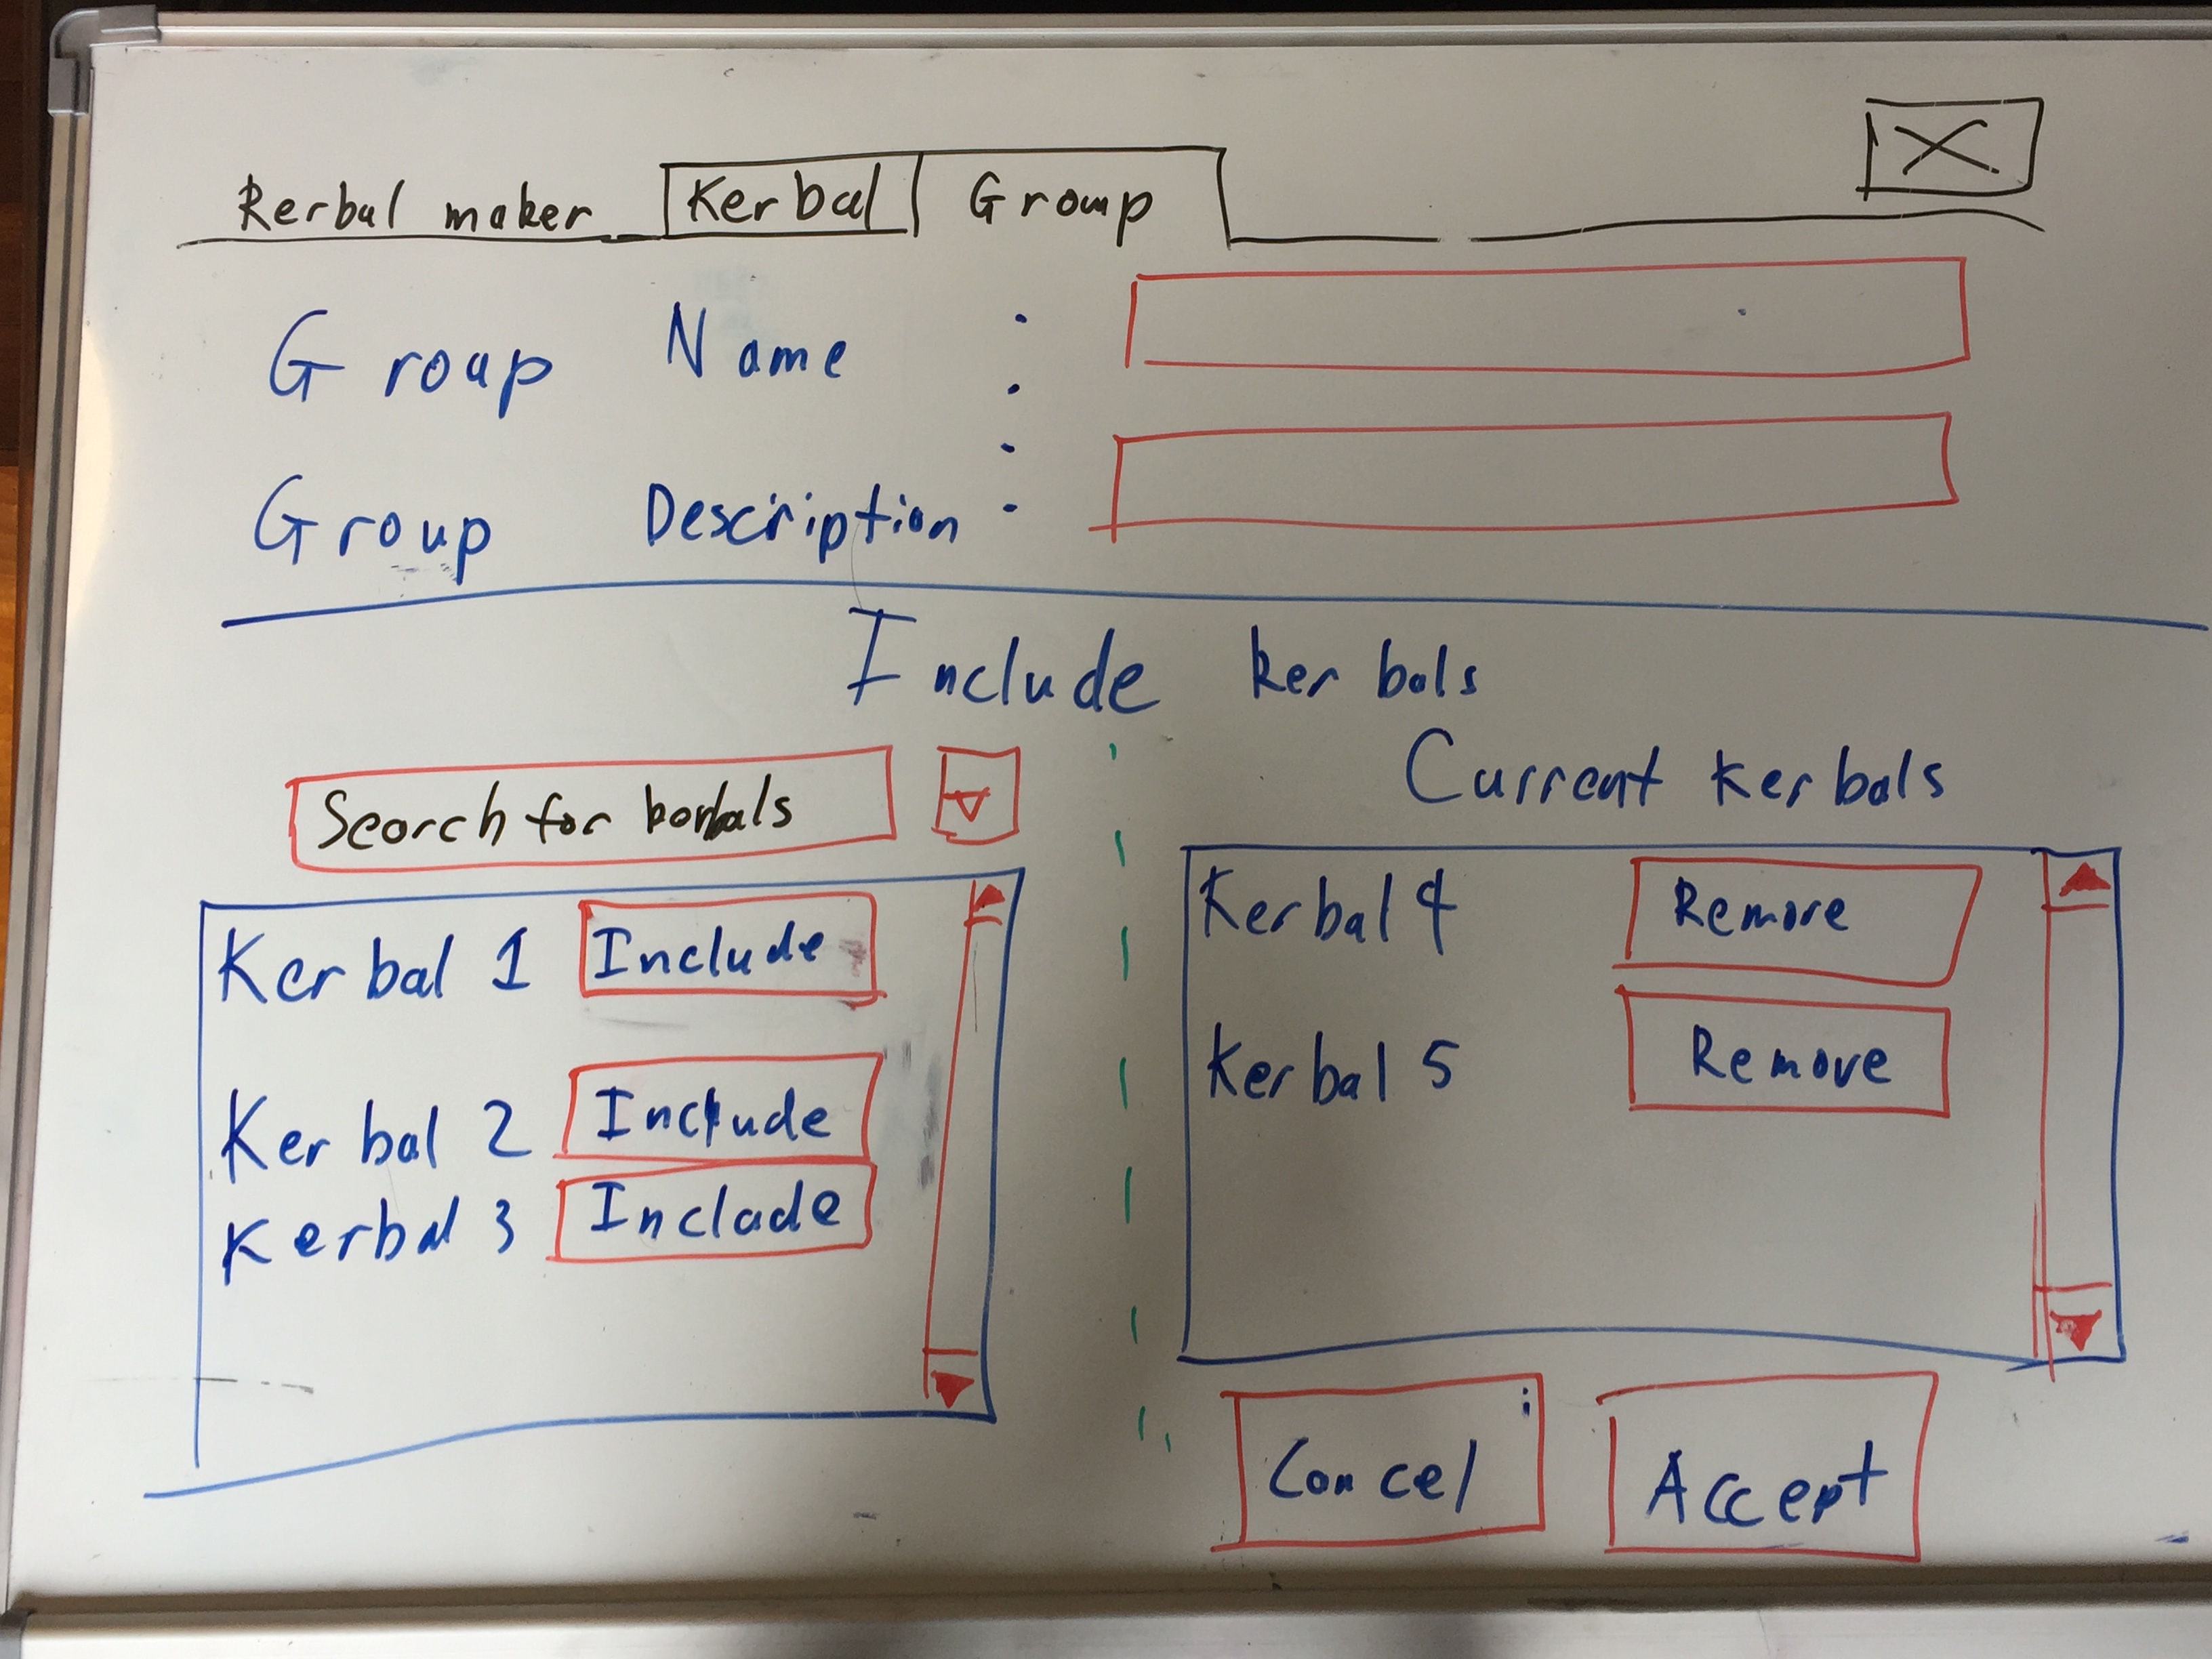 Kerbal maker Kerbal Group X
Group Name :
Group Description :
Include kerbals
Search for kerbals
Kerbal 1 Include
Kerbal 2 Include
Kerbal 3 Include
Current Kerbals
Kerbal 4 Remove
Kerbal 5 Remove
Cancel Accept